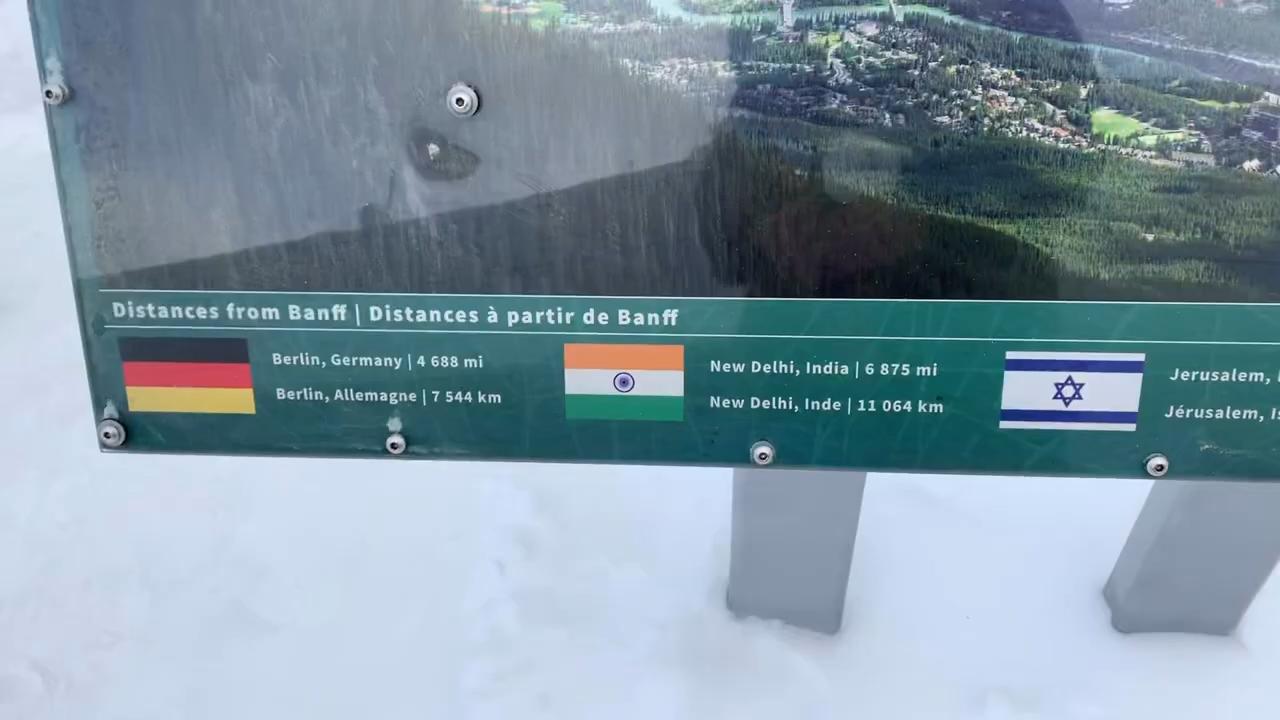 Distances from Banff | Distances à partir de Banff
Berlin, Germany | 4 688 mi
Berlin, Allemagne | 7 544 km
New Delhi, India | 6 875 mi
New Delhi, Inde | 11 064 km
Jerusalem,
Jérusalem,